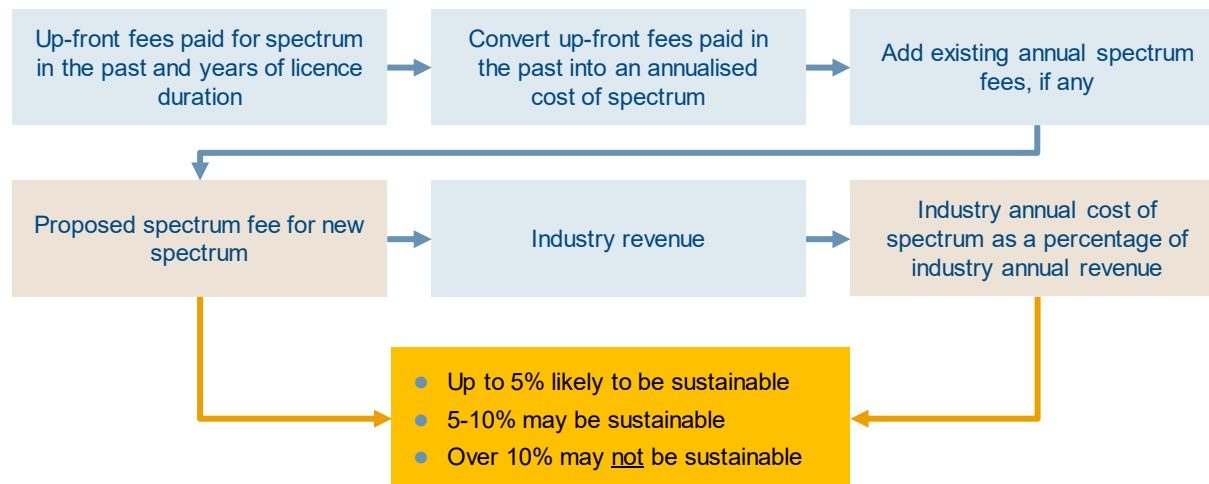 Up-front fees paid for spectrum
in the past and years of licence
duration
Convert up-front fees paid in
the past into an annualised
cost of spectrum
Add existing annual spectrum
fees, if any
Proposed spectrum fee for new
spectrum
Industry revenue
Industry annual cost of
spectrum as a percentage of
industry annual revenue
● Up to 5% likely to be sustainable
● 5-10% may be sustainable
● Over 10% may not be sustainable